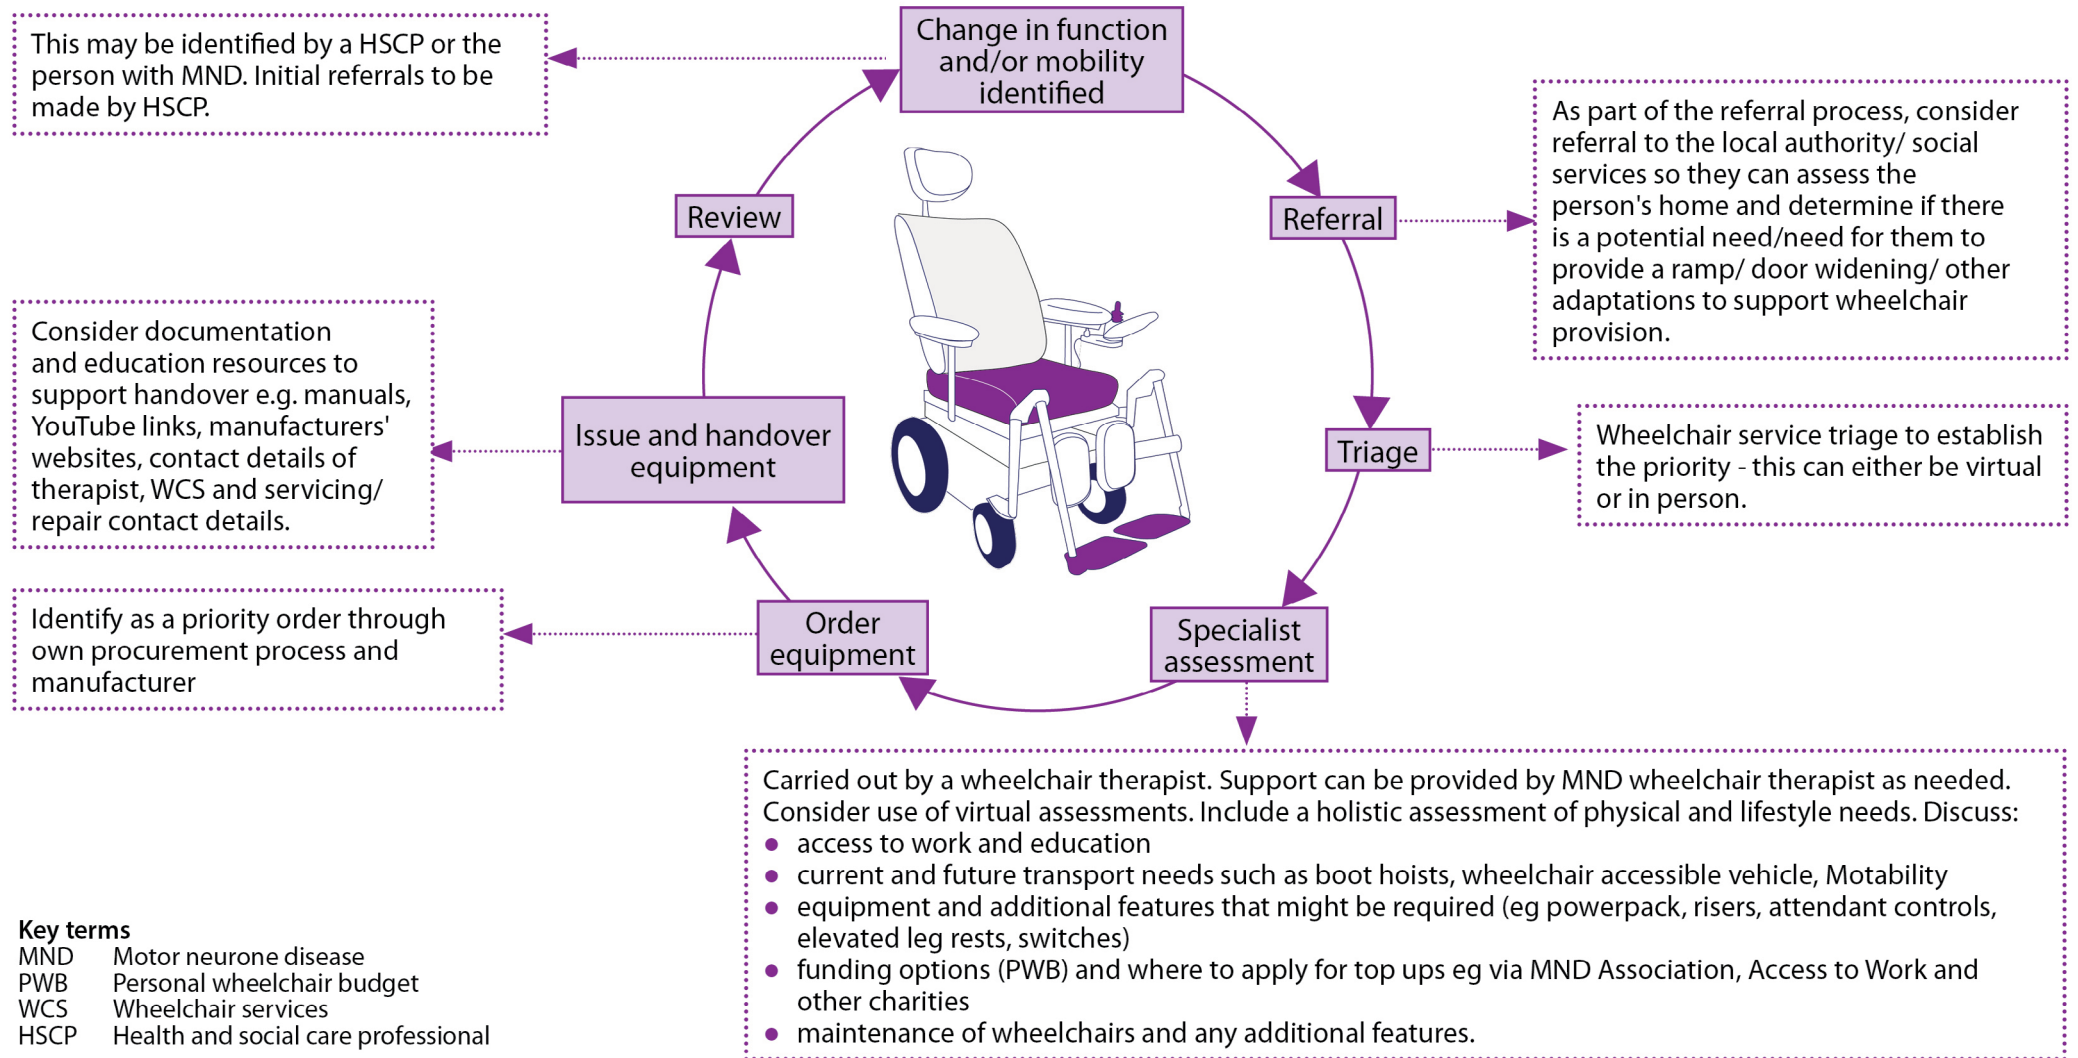 This may be identified by a HSCP or the
person with MND. Initial referrals to be
made by HSCP.
Change in function
and/or mobility
identified
As part of the referral process, consider
referral to the local authority/ social
services so they can assess the
person's home and determine if there
is a potential need/need for them to
provide a ramp/ door widening/ other
adaptations to support wheelchair
provision.
Review
Referral
Consider documentation
and education resources to
support handover e.g. manuals,
YouTube links, manufacturers'
websites, contact details of
therapist, WCS and servicing/
repair contact details.
Issue and handover
equipment
Triage
Wheelchair service triage to establish
the priority - this can either be virtual
or in person.
Identify as a priority order through
own procurement process and
manufacturer
Order
equipment
Specialist
assessment
Carried out by a wheelchair therapist. Support can be provided by MND wheelchair therapist as needed.
Consider use of virtual assessments. Include a holistic assessment of physical and lifestyle needs. Discuss:
● access to work and education
● current and future transport needs such as boot hoists, wheelchair accessible vehicle, Motability
● equipment and additional features that might be required (eg powerpack, risers, attendant controls,
elevated leg rests, switches)
● funding options (PWB) and where to apply for top ups eg via MND Association, Access to Work and
other charities
● maintenance of wheelchairs and any additional features.
Key terms
MND Motor neurone disease
PWB Personal wheelchair budget
WCS Wheelchair services
HSCP Health and social care professional